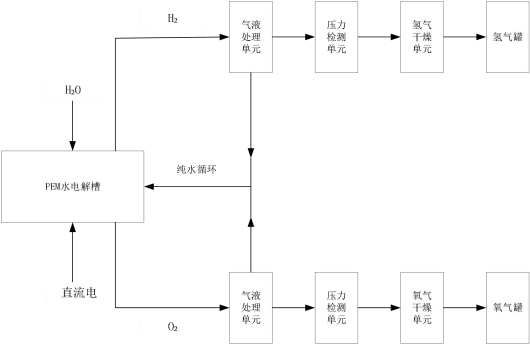 H₂
气液
处理
单元
压力
检测
单元
氢气
干燥
单元
氢气罐
H₂O
PEM水电解槽
纯水循环
直流电
O₂
气液
处理
单元
压力
检测
单元
氧气
干燥
单元
氧气罐